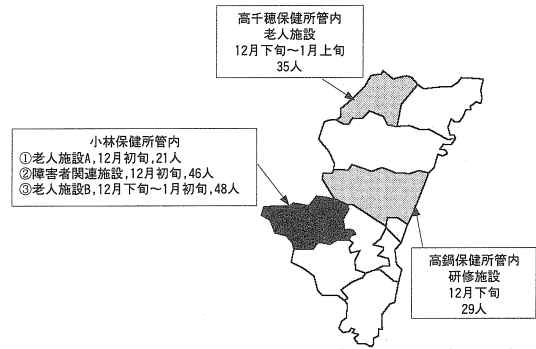 高千穂保健所管内
老人施設
12月下旬～1月上旬
35人
小林保健所管内
①老人施設A,12月初旬,21人
②障害者関連施設,12月初旬,46人
③老人施設B,12月下旬～1月初旬,48人
高鍋保健所管内
研修施設
12月下旬
29人